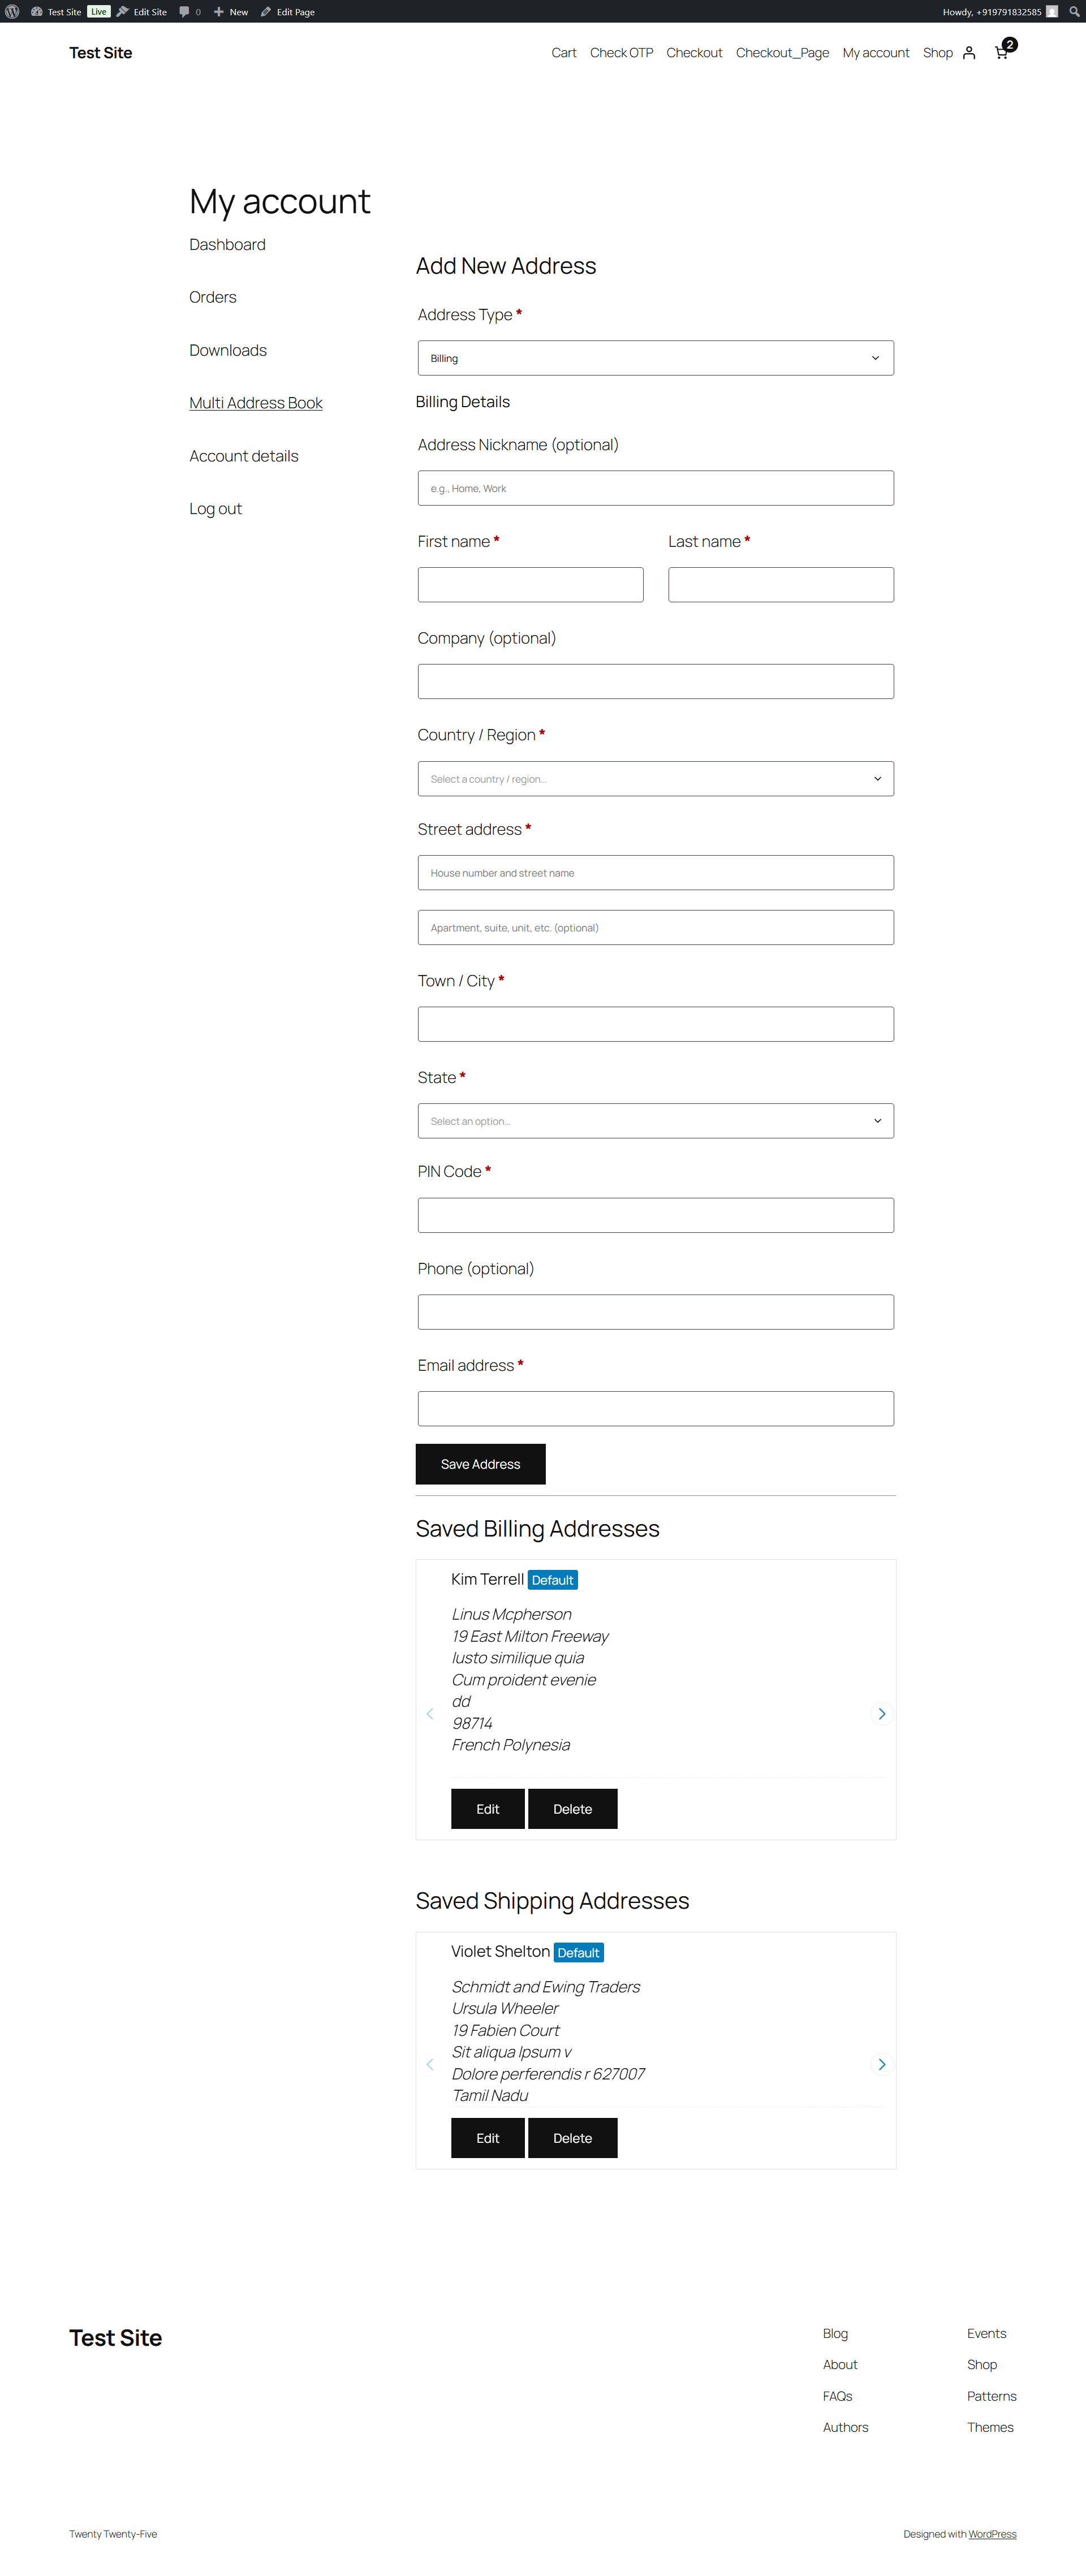 Test Site Live Edit Site 0 New Edit Page Howdy, +919791832585
Test Site Cart Check OTP Checkout Checkout_Page My account Shop 2
My account
Dashboard
Orders
Downloads
Multi Address Book
Account details
Log out
Add New Address
Address Type *
Billing
Billing Details
Address Nickname (optional)
e.g., Home, Work
First name * Last name *
Company (optional)
Country / Region *
Select a country / region…
Street address *
House number and street name
Apartment, suite, unit, etc. (optional)
Town / City *
State *
Select an option…
PIN Code *
Phone (optional)
Email address *
Save Address
Saved Billing Addresses
Kim Terrell Default
Linus Mcpherson
19 East Milton Freeway
Iusto similique quia
Cum proident evenie
dd
98714
French Polynesia
Edit Delete
Saved Shipping Addresses
Violet Shelton Default
Schmidt and Ewing Traders
Ursula Wheeler
19 Fabien Court
Sit aliqua Ipsum v
Dolore perferendis r 627007
Tamil Nadu
Edit Delete
Test Site
Blog Events
About Shop
FAQs Patterns
Authors Themes
Twenty Twenty-Five Designed with WordPress